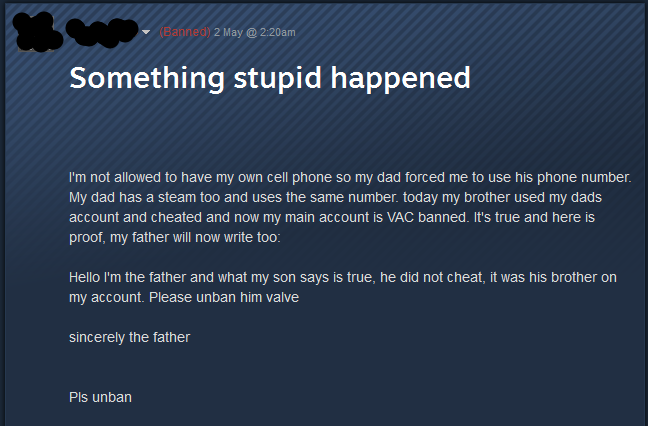 (Banned) 2 May @ 2:20am
Something stupid happened
I'm not allowed to have my own cell phone so my dad forced me to use his phone number.
My dad has a steam too and uses the same number. today my brother used my dads
account and cheated and now my main account is VAC banned. It's true and here is
proof, my father will now write too:
Hello I'm the father and what my son says is true, he did not cheat, it was his brother on
my account. Please unban him valve
sincerely the father
Pls unban